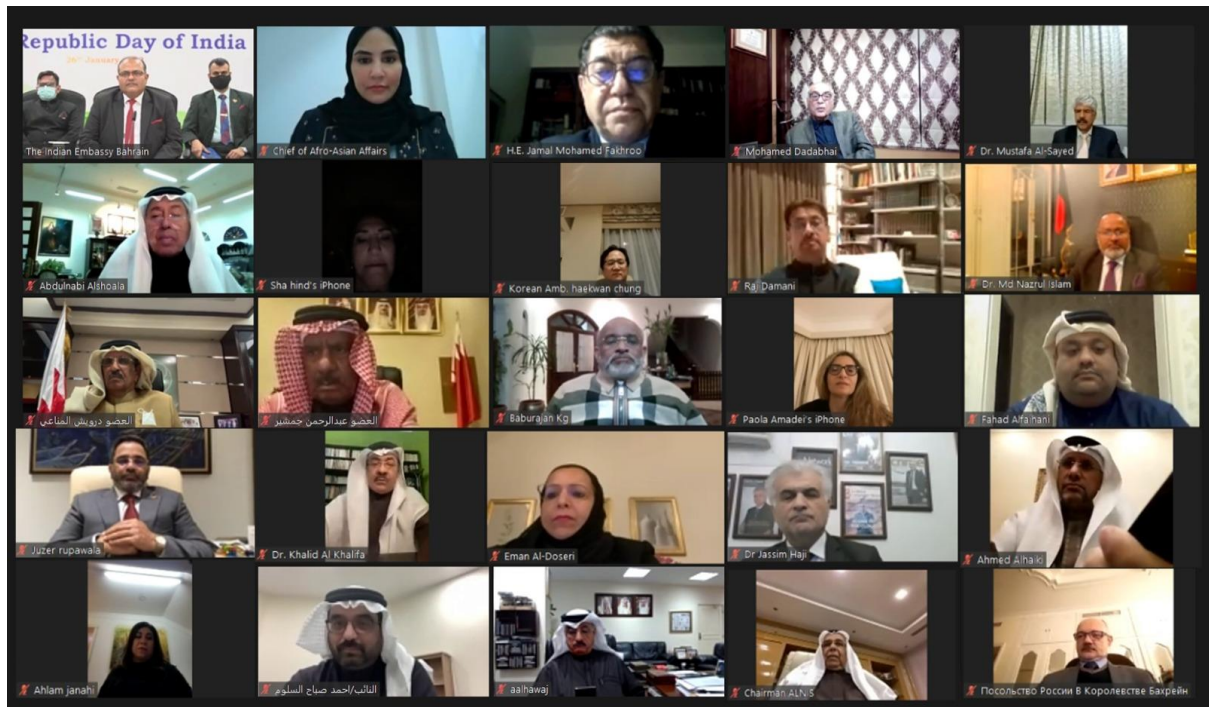 Republic Day of India
26th January
The Indian Embassy Bahrain
Chief of Afro-Asian Affairs
H.E. Jamal Mohamed Fakhroo
Mohamed Dadabhai
Dr. Mustafa Al-Sayed
Abdulnabi Alshoala
Sha hind's iPhone
Korean Amb. haekwan chung
Raj Damani
Dr. Md Nazrul Islam
العضو درويش المناعي
العضو عبدالرحمن جمشير
Baburajan Kg
Paola Amadei's iPhone
Fahad Alfaihani
Juzer rupawala
Dr. Khalid Al Khalifa
Eman Al-Doseri
Dr Jassim Haji
Ahmed Alhaiki
Ahlam janahi
النائب/احمد صباح السلوم
aalhawaj
Chairman ALN S
Посольство России В Королевстве Бахрейн